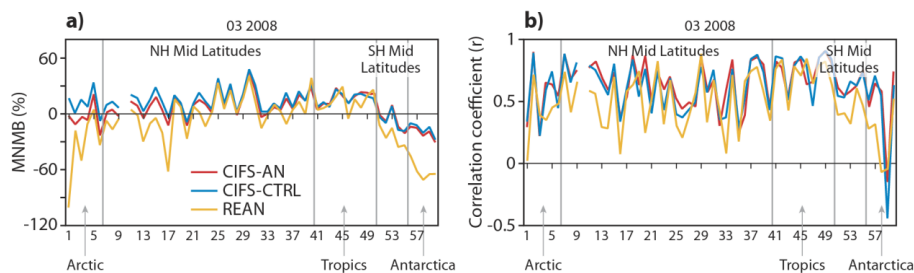 a)
03 2008
60
0
-60
-120
MNMB (%)
NH Mid Latitudes
SH Mid
Latitudes
CIFS-AN
CIFS-CTRL
REAN
1 5 9 13 17 21 25 29 33 37 41 45 49 53 57
Arctic
Tropics
Antarctica
b)
03 2008
1
0.5
0
-0.5
Correlation coefficient (r)
NH Mid Latitudes
SH Mid
Latitudes
1 5 9 13 17 21 25 29 33 37 41 45 49 53 57
Arctic
Tropics
Antarctica